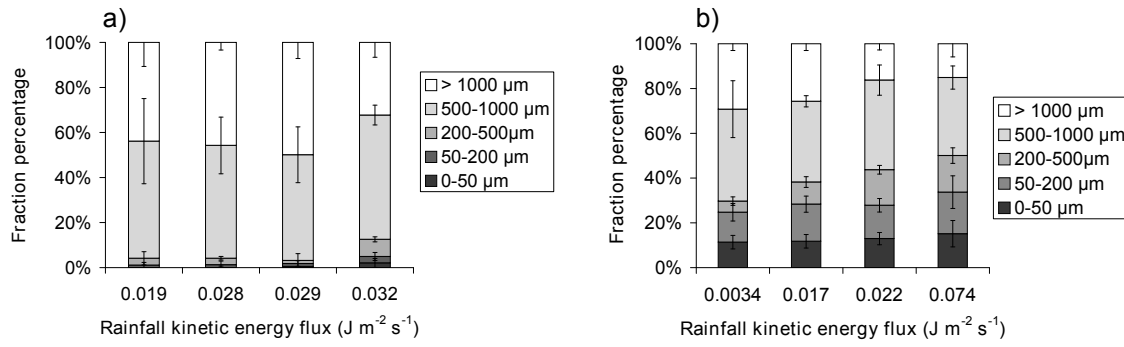 a)
100%
80%
60%
40%
20%
0%
Fraction percentage
0.019 0.028 0.029 0.032
Rainfall kinetic energy flux (J m⁻² s⁻¹)
> 1000 µm
500-1000 µm
200-500µm
50-200 µm
0-50 µm
b)
100%
80%
60%
40%
20%
0%
Fraction percentage
0.0034 0.017 0.022 0.074
Rainfall kinetic energy flux (J m⁻² s⁻¹)
> 1000 µm
500-1000 µm
200-500µm
50-200 µm
0-50 µm